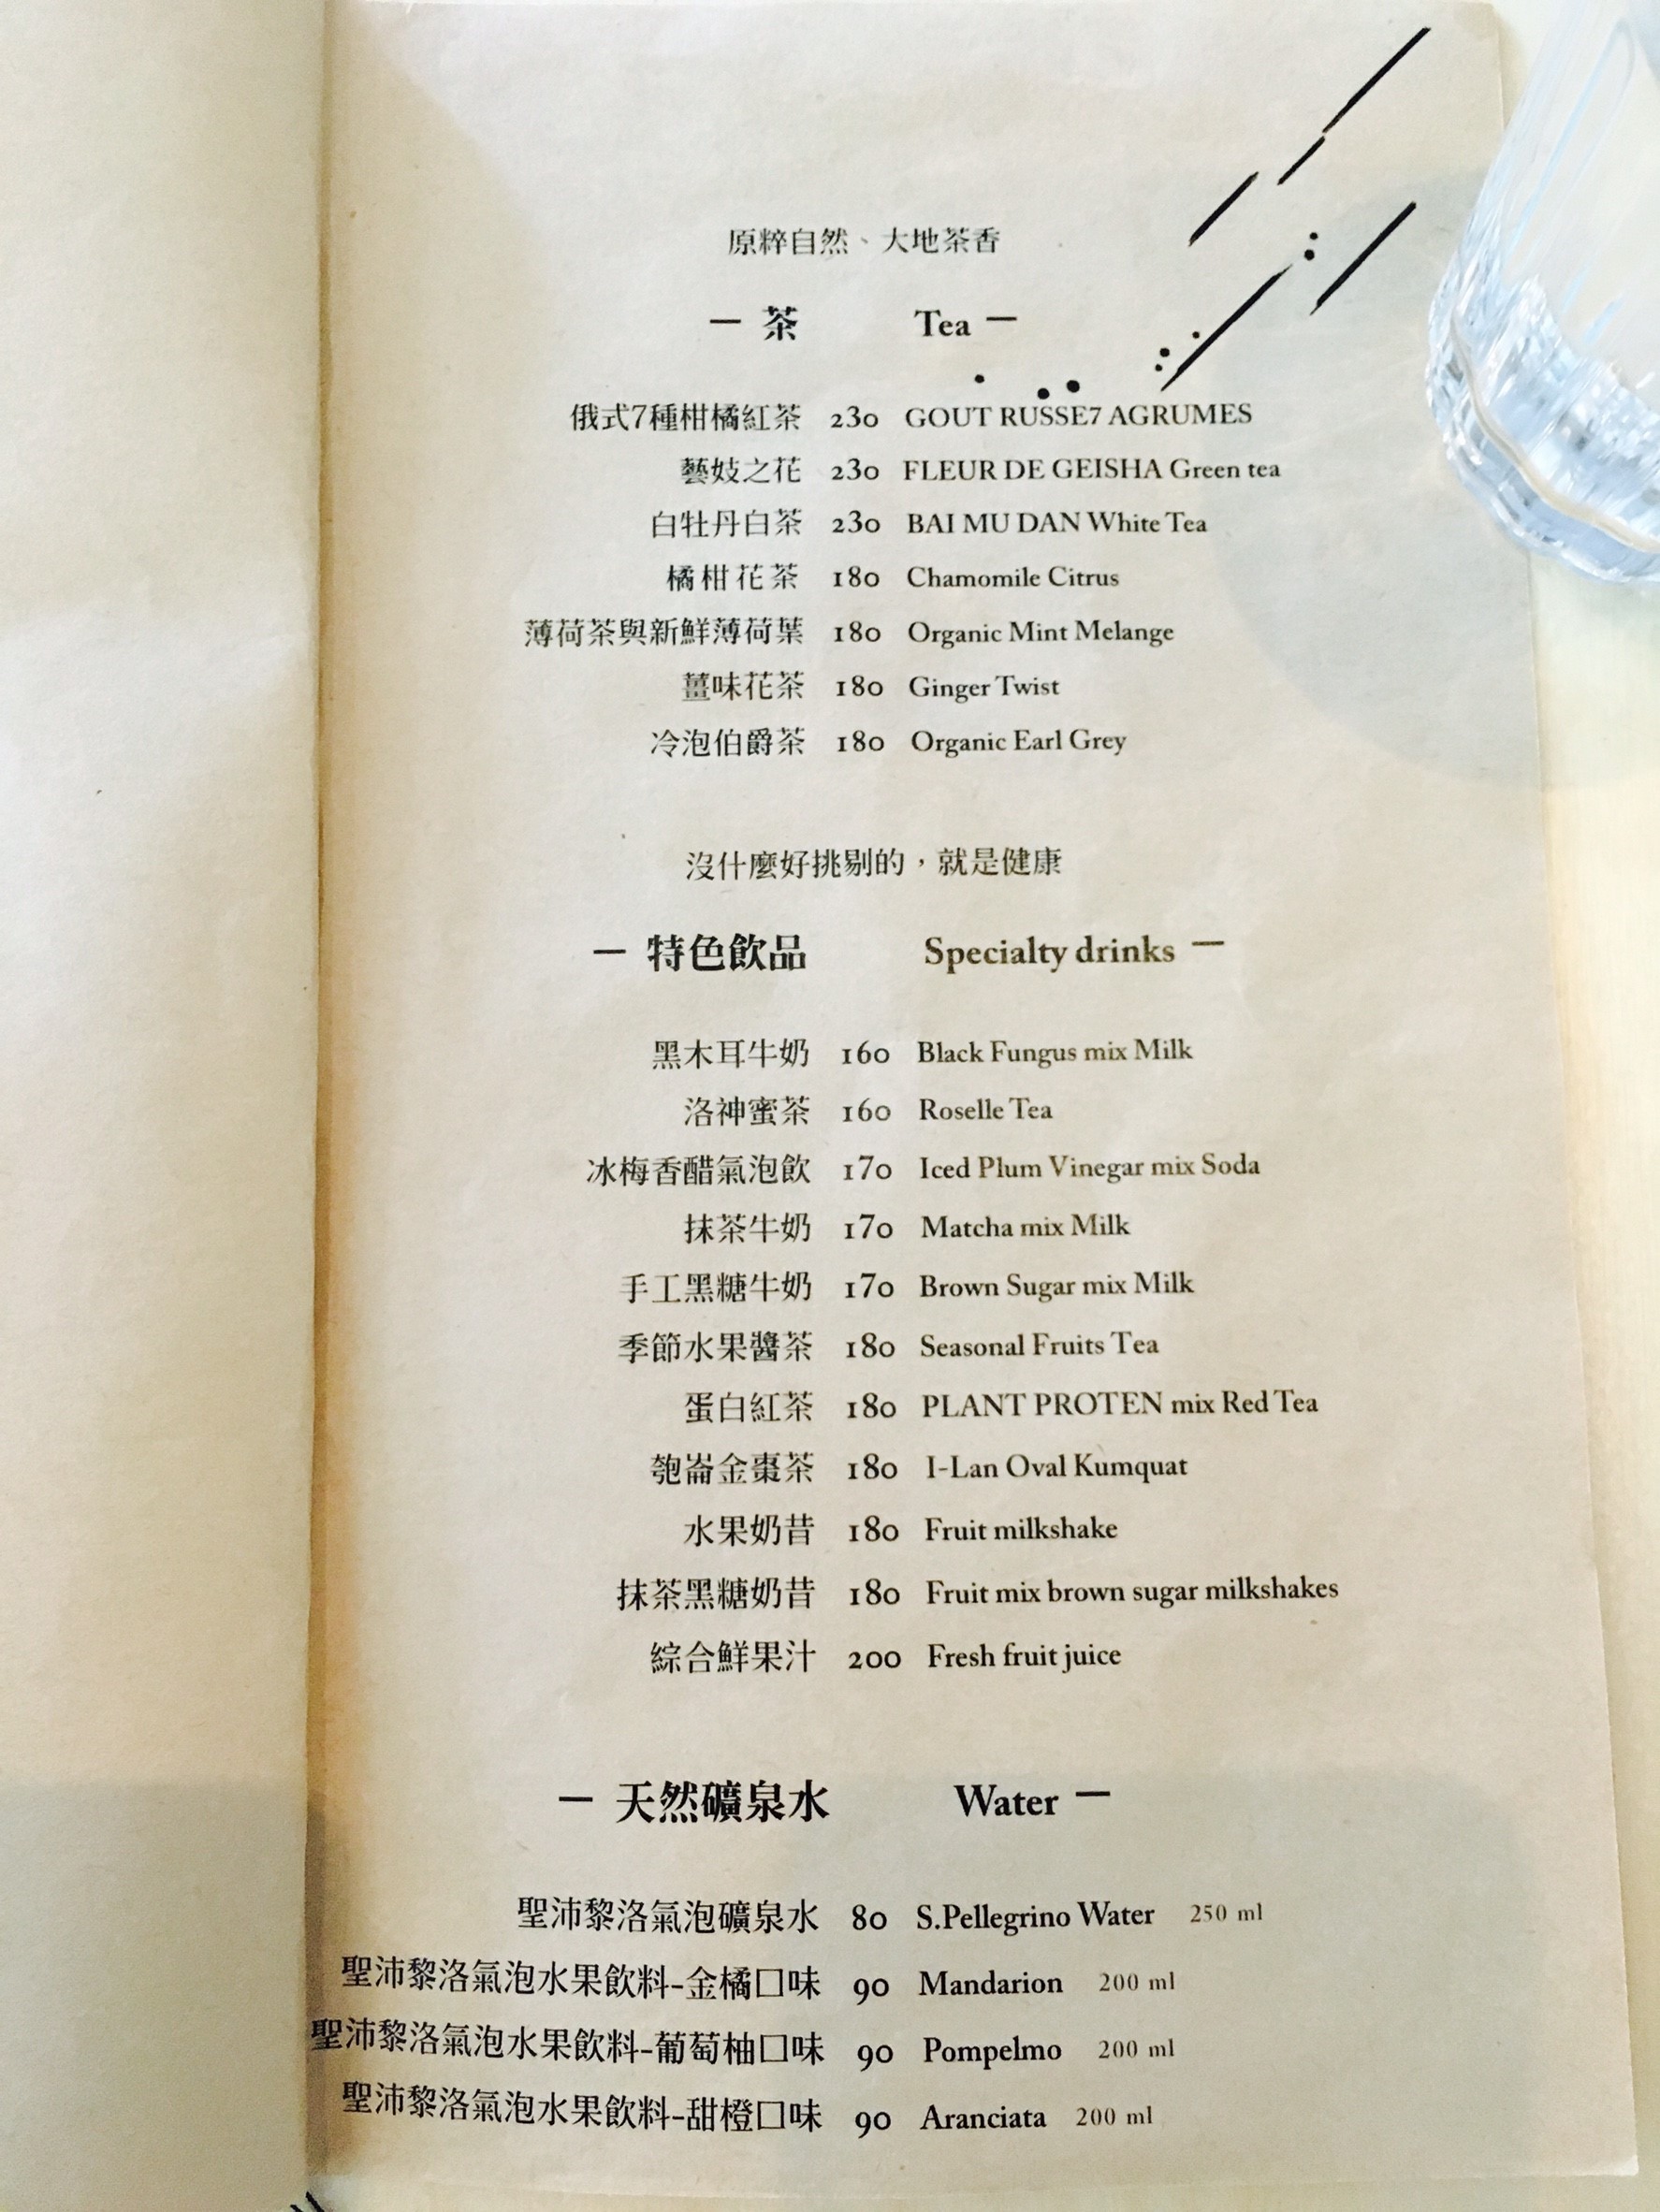 原粹自然、大地茶香
— 茶 Tea —
俄式7種柑橘紅茶 230 GOUT RUSSE7 AGRUMES
藝妓之花 230 FLEUR DE GEISHA Green tea
白牡丹白茶 230 BAI MU DAN White Tea
橘柑花茶 180 Chamomile Citrus
薄荷茶與新鮮薄荷葉 180 Organic Mint Melange
薑味花茶 180 Ginger Twist
冷泡伯爵茶 180 Organic Earl Grey
沒什麼好挑剔的，就是健康
— 特色飲品 Specialty drinks —
黑木耳牛奶 160 Black Fungus mix Milk
洛神蜜茶 160 Roselle Tea
冰梅香醋氣泡飲 170 Iced Plum Vinegar mix Soda
抹茶牛奶 170 Matcha mix Milk
手工黑糖牛奶 170 Brown Sugar mix Milk
季節水果醬茶 180 Seasonal Fruits Tea
蛋白紅茶 180 PLANT PROTEN mix Red Tea
匏崙金棗茶 180 I-Lan Oval Kumquat
水果奶昔 180 Fruit milkshake
抹茶黑糖奶昔 180 Fruit mix brown sugar milkshakes
綜合鮮果汁 200 Fresh fruit juice
— 天然礦泉水 Water —
聖沛黎洛氣泡礦泉水 80 S.Pellegrino Water 250 ml
聖沛黎洛氣泡水果飲料-金橘口味 90 Mandarion 200 ml
聖沛黎洛氣泡水果飲料-葡萄柚口味 90 Pompelmo 200 ml
聖沛黎洛氣泡水果飲料-甜橙口味 90 Aranciata 200 ml